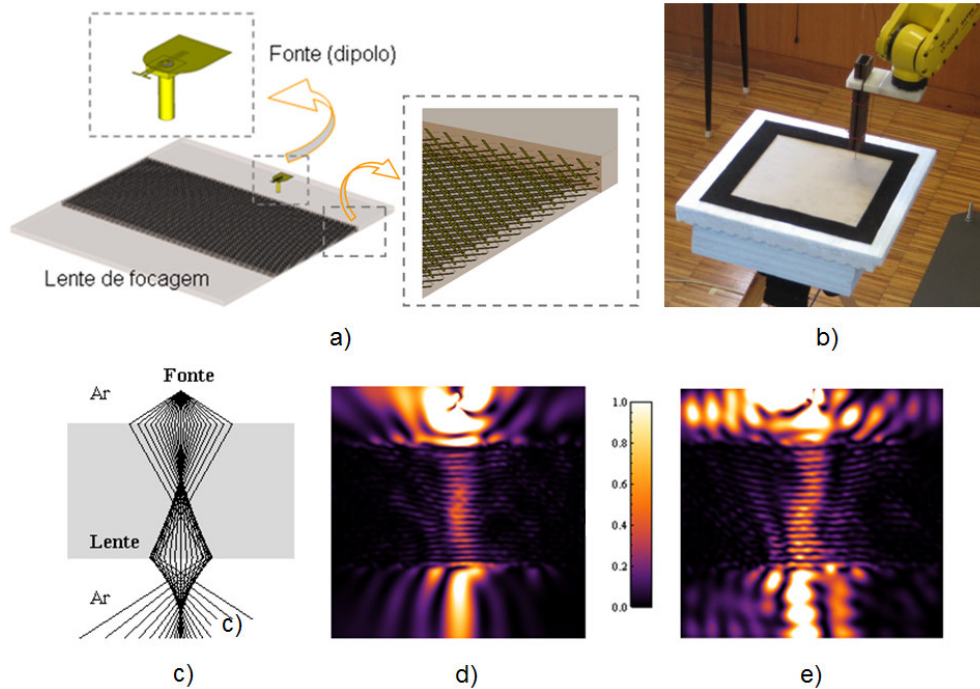 Fonte (dipolo)
Lente de focagem
a)
b)
Ar
Fonte
Lente
Ar
c)
c)
1.0
0.8
0.6
0.4
0.2
0.0
d)
e)